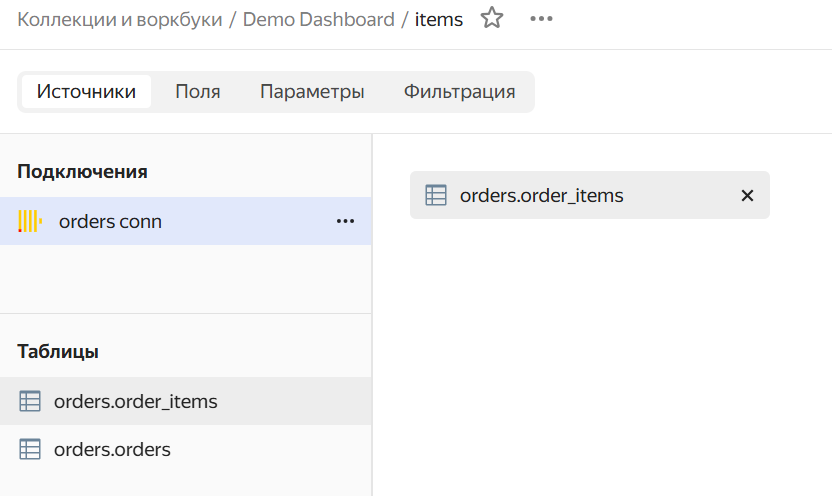 Коллекции и воркбуки / Demo Dashboard / items
Источники Поля Параметры Фильтрация
Подключения
orders conn
orders.order_items
Таблицы
orders.order_items
orders.orders